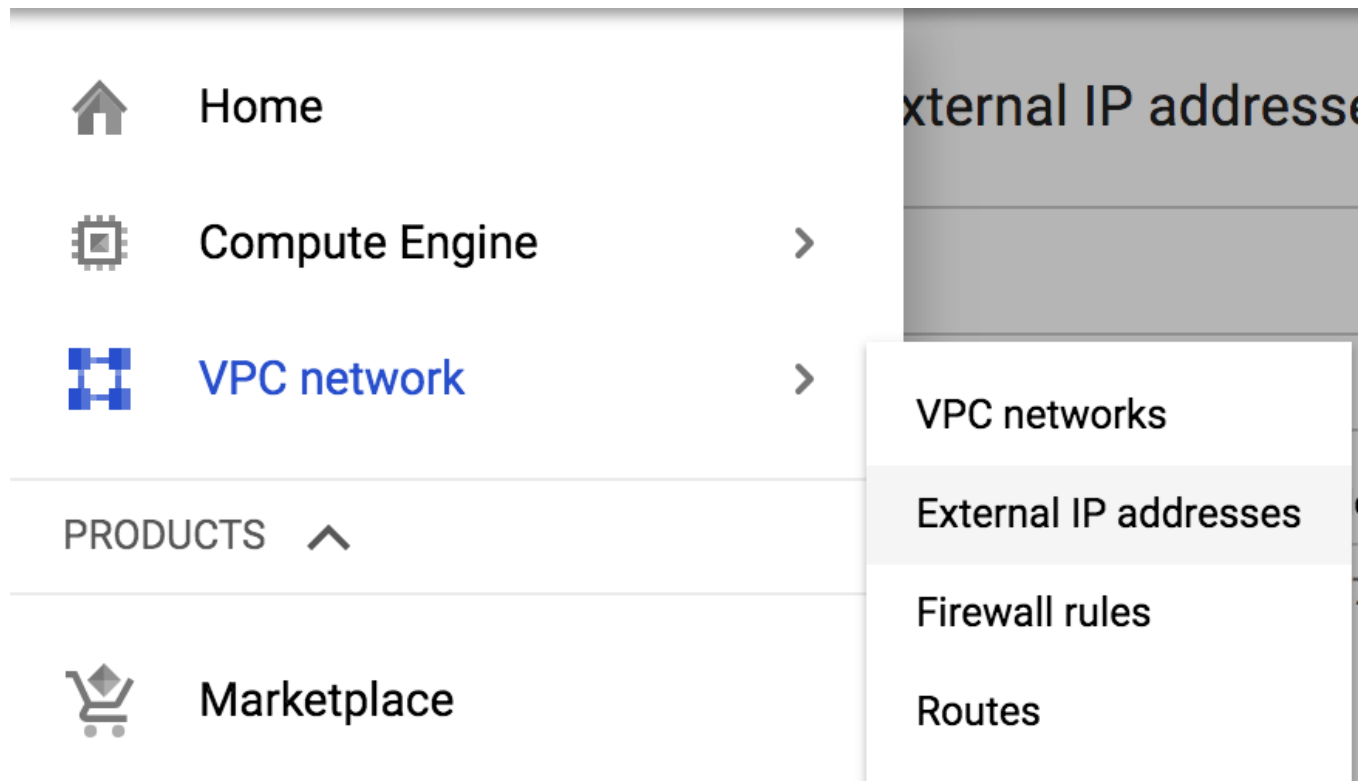 Home
xternal IP addresse
Compute Engine
VPC network
VPC networks
External IP addresses
PRODUCTS
Firewall rules
Marketplace
Routes